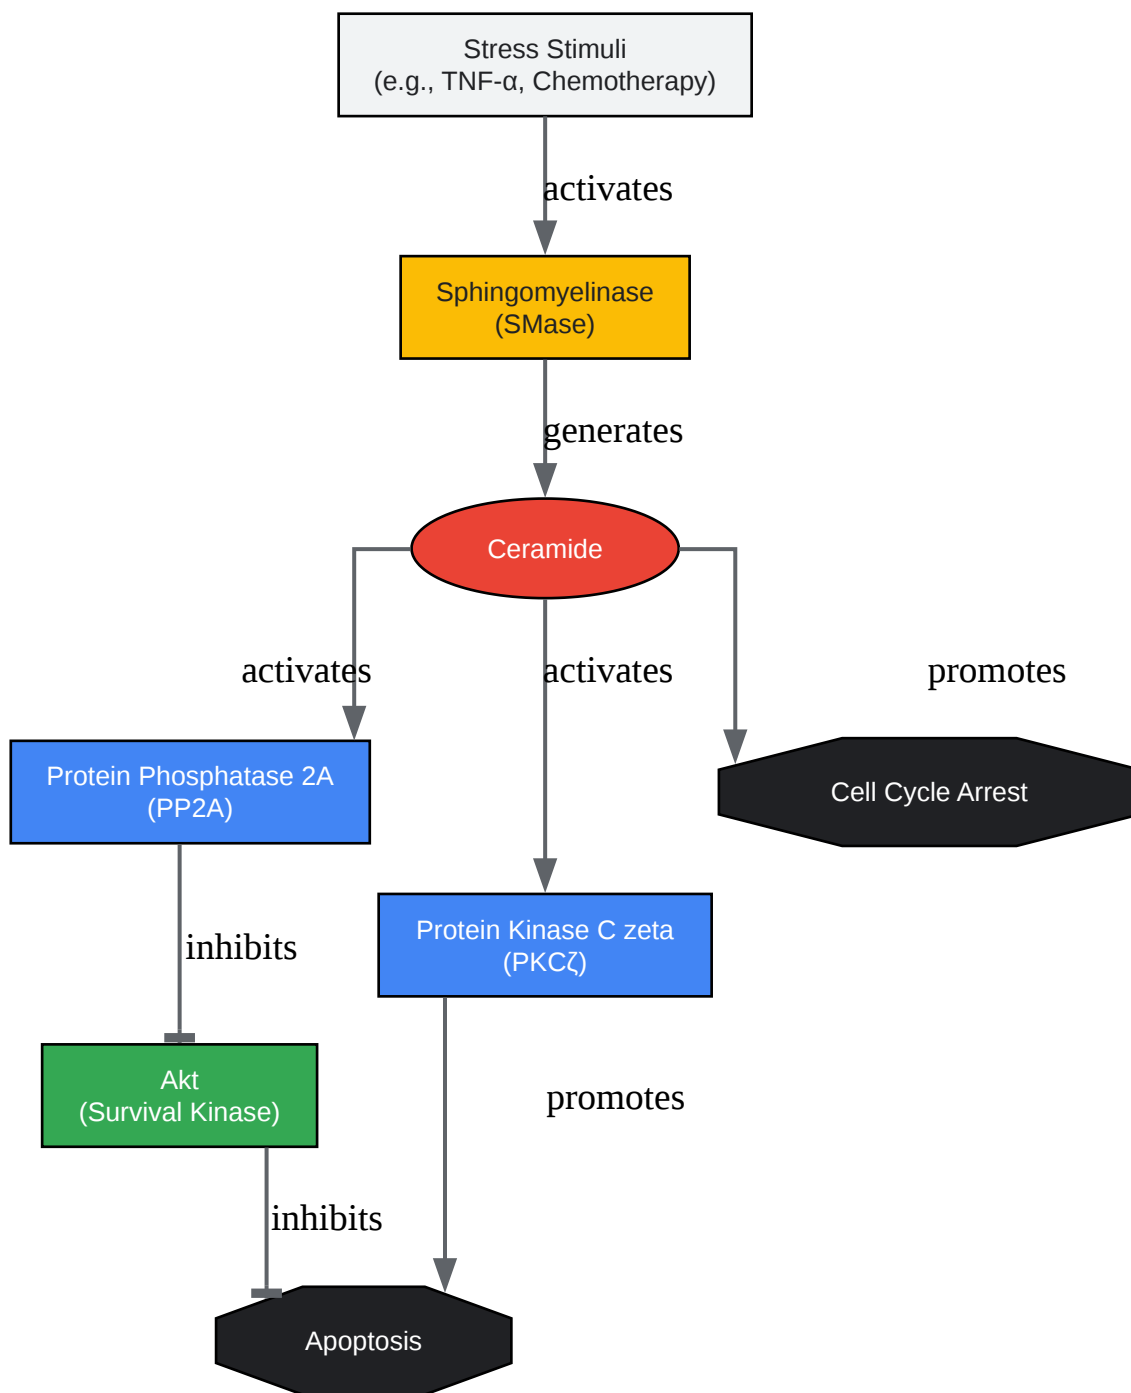 Stress Stimuli
(e.g., TNF-α, Chemotherapy)
activates
Sphingomyelinase
(SMase)
generates
Ceramide
activates
activates
promotes
Protein Phosphatase 2A
(PP2A)
Cell Cycle Arrest
inhibits
Protein Kinase C zeta
(PKCζ)
Akt
(Survival Kinase)
promotes
inhibits
Apoptosis